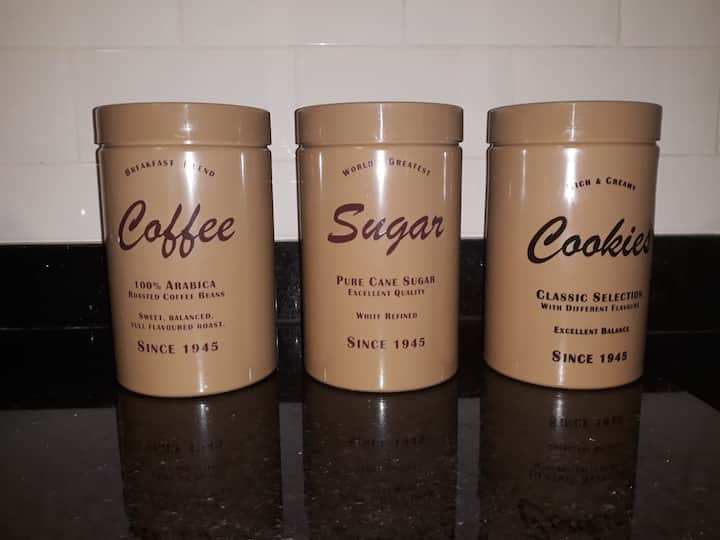 Breakfast Blend
Coffee
100% Arabica
Roasted Coffee Beans
Sweet, balanced,
full flavoured roast.
Since 1945
World's Greatest
Sugar
Pure Cane Sugar
Excellent Quality
White Refined
Since 1945
Rich & Creamy
Cookies
Classic Selection
With Different Flavours
Excellent Balance
Since 1945